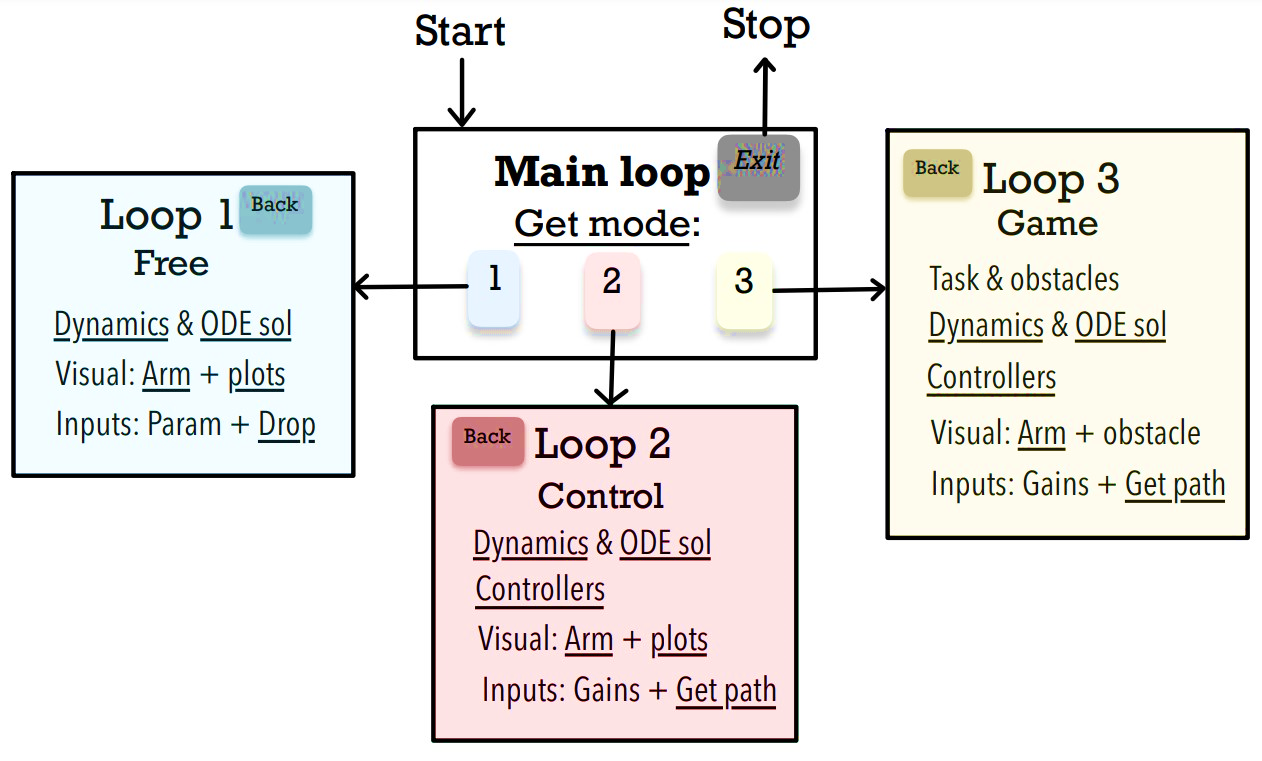 Start
Stop
Main loop
Exit
Get mode:
1
2
3
Loop 1
Back
Free
Dynamics & ODE sol
Visual: Arm + plots
Inputs: Param + Drop
Back
Loop 2
Control
Dynamics & ODE sol
Controllers
Visual: Arm + plots
Inputs: Gains + Get path
Back
Loop 3
Game
Task & obstacles
Dynamics & ODE sol
Controllers
Visual: Arm + obstacle
Inputs: Gains + Get path